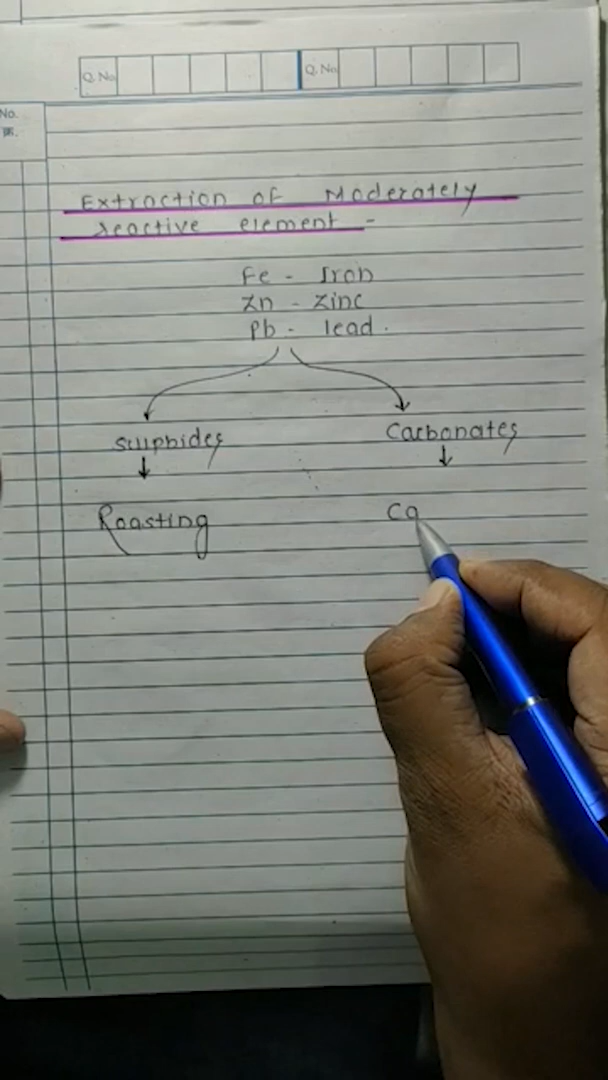 Q.No Q.No
No.
Extraction of Moderately
reactive element -
Fe - Iron
Zn - Zinc
Pb - lead.
Sulphides Carbonates
Roasting Ca